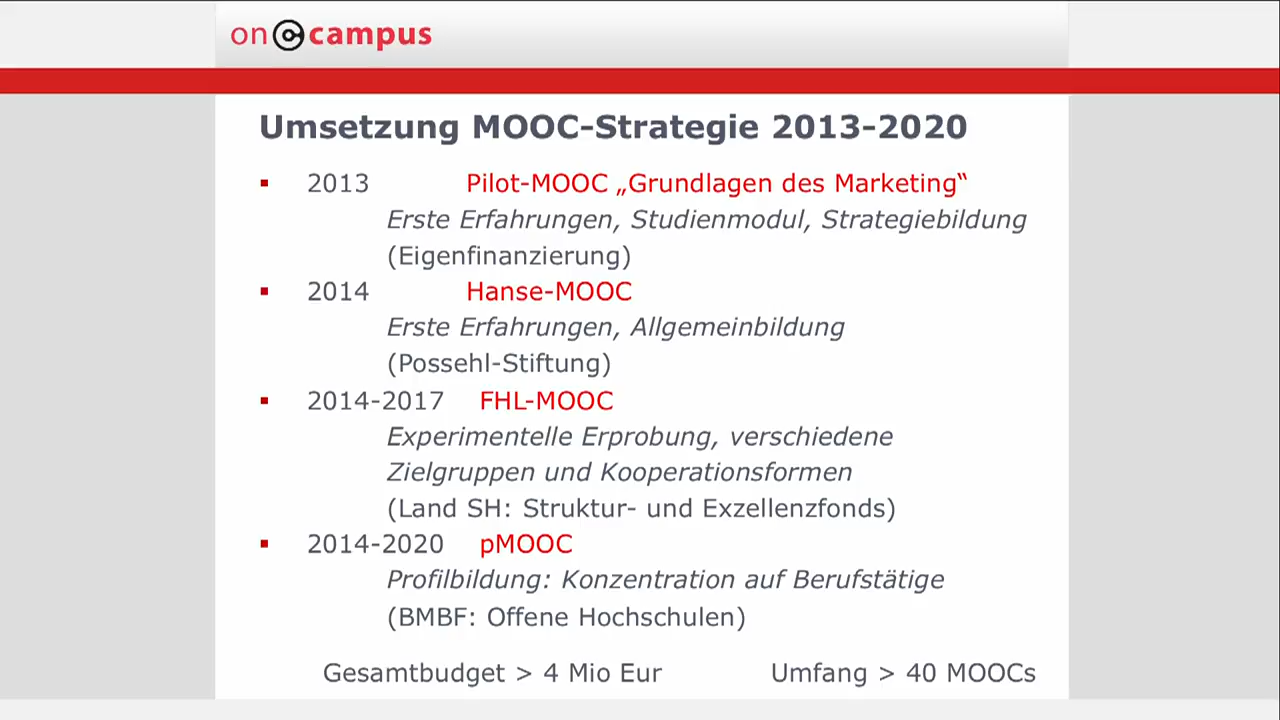 on campus
Umsetzung MOOC-Strategie 2013-2020
▪ 2013 Pilot-MOOC „Grundlagen des Marketing“
Erste Erfahrungen, Studienmodul, Strategiebildung
(Eigenfinanzierung)
▪ 2014 Hanse-MOOC
Erste Erfahrungen, Allgemeinbildung
(Possehl-Stiftung)
▪ 2014-2017 FHL-MOOC
Experimentelle Erprobung, verschiedene
Zielgruppen und Kooperationsformen
(Land SH: Struktur- und Exzellenzfonds)
▪ 2014-2020 pMOOC
Profilbildung: Konzentration auf Berufstätige
(BMBF: Offene Hochschulen)
Gesamtbudget > 4 Mio Eur Umfang > 40 MOOCs